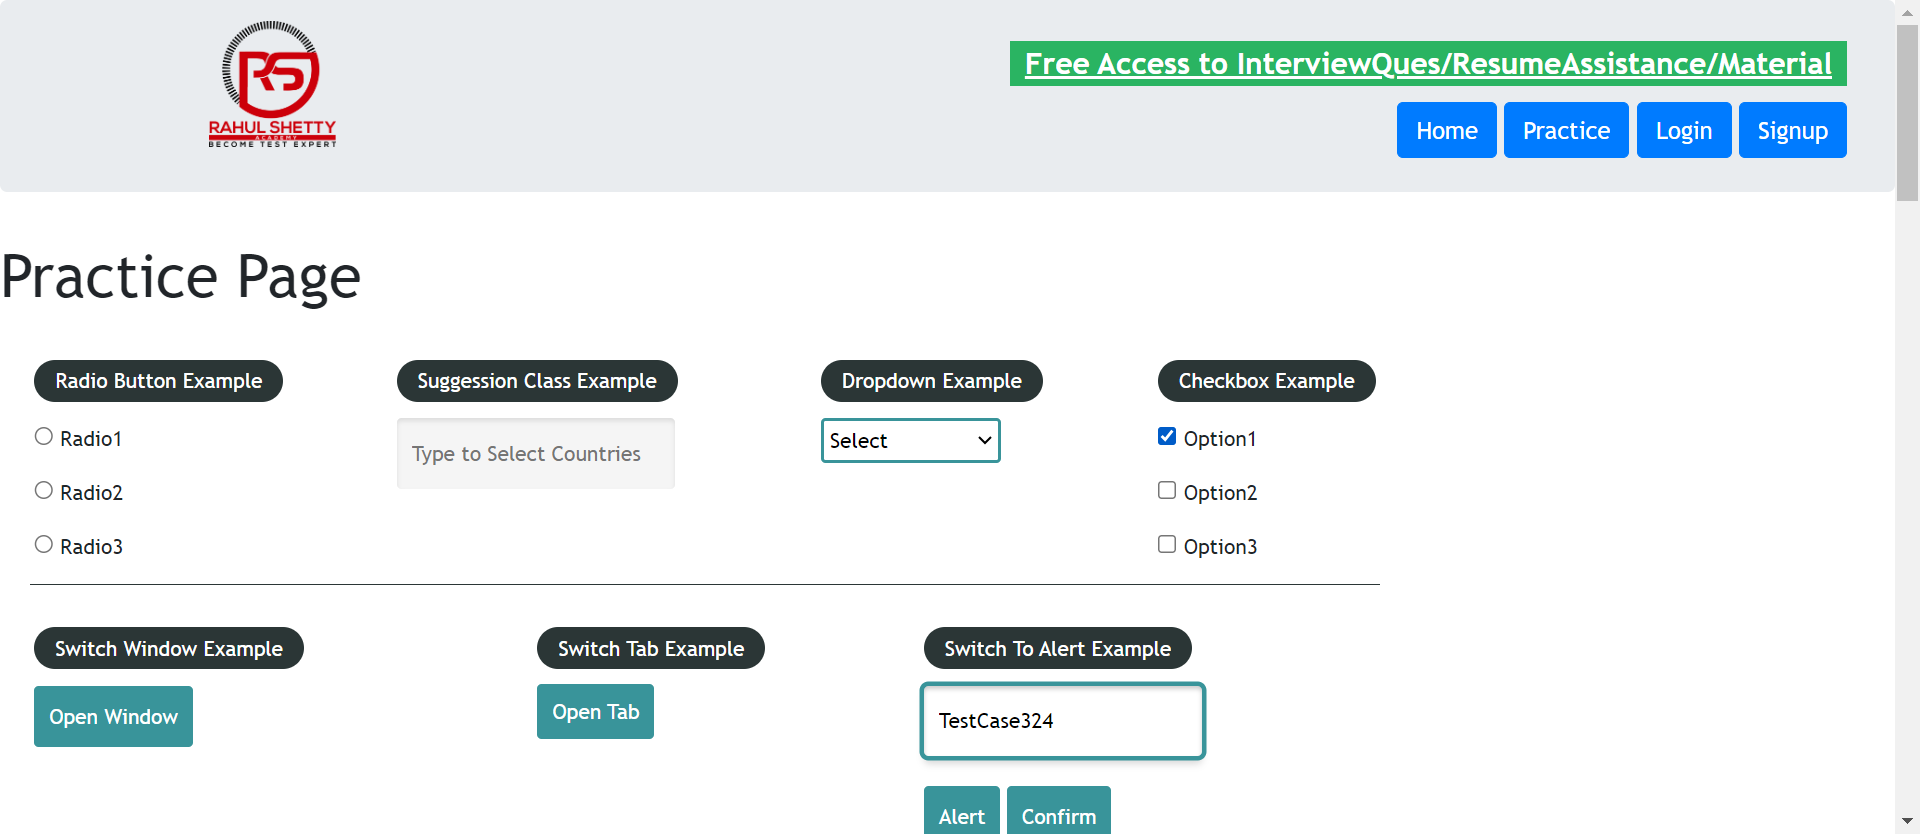 RAHUL SHETTY
ACADEMY
BECOME TEST EXPERT
Free Access to InterviewQues/ResumeAssistance/Material
Home Practice Login Signup
Practice Page
Radio Button Example
Radio1
Radio2
Radio3
Suggession Class Example
Type to Select Countries
Dropdown Example
Select
Checkbox Example
Option1
Option2
Option3
Switch Window Example
Open Window
Switch Tab Example
Open Tab
Switch To Alert Example
TestCase324
Alert Confirm